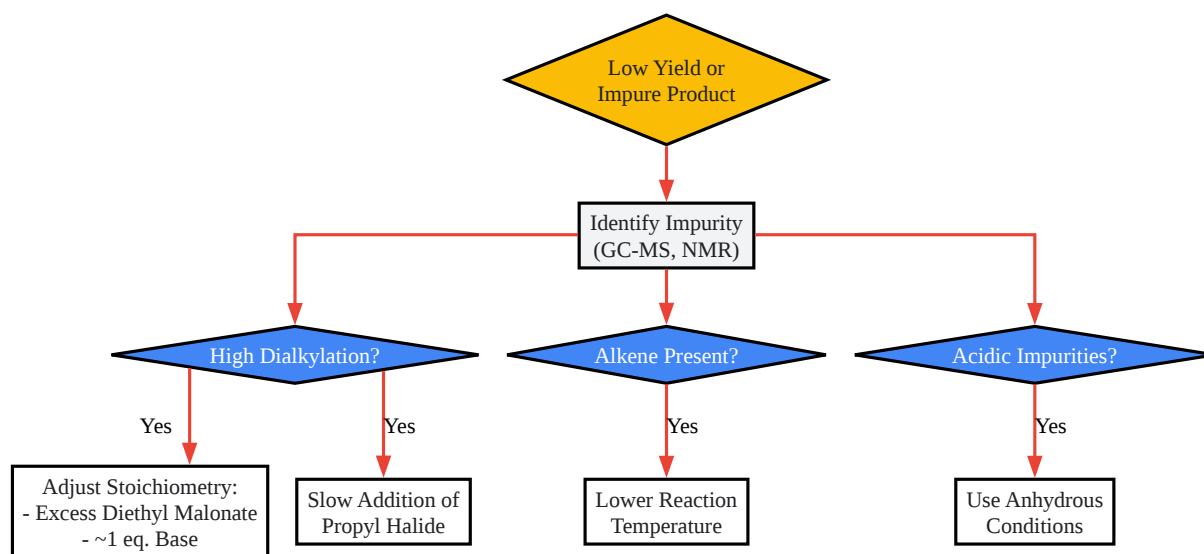 Low Yield or
Impure Product
Identify Impurity
(GC-MS, NMR)
High Dialkylation?
Alkene Present?
Acidic Impurities?
Yes
Yes
Yes
Yes
Adjust Stoichiometry:
- Excess Diethyl Malonate
- ~1 eq. Base
Slow Addition of
Propyl Halide
Lower Reaction
Temperature
Use Anhydrous
Conditions